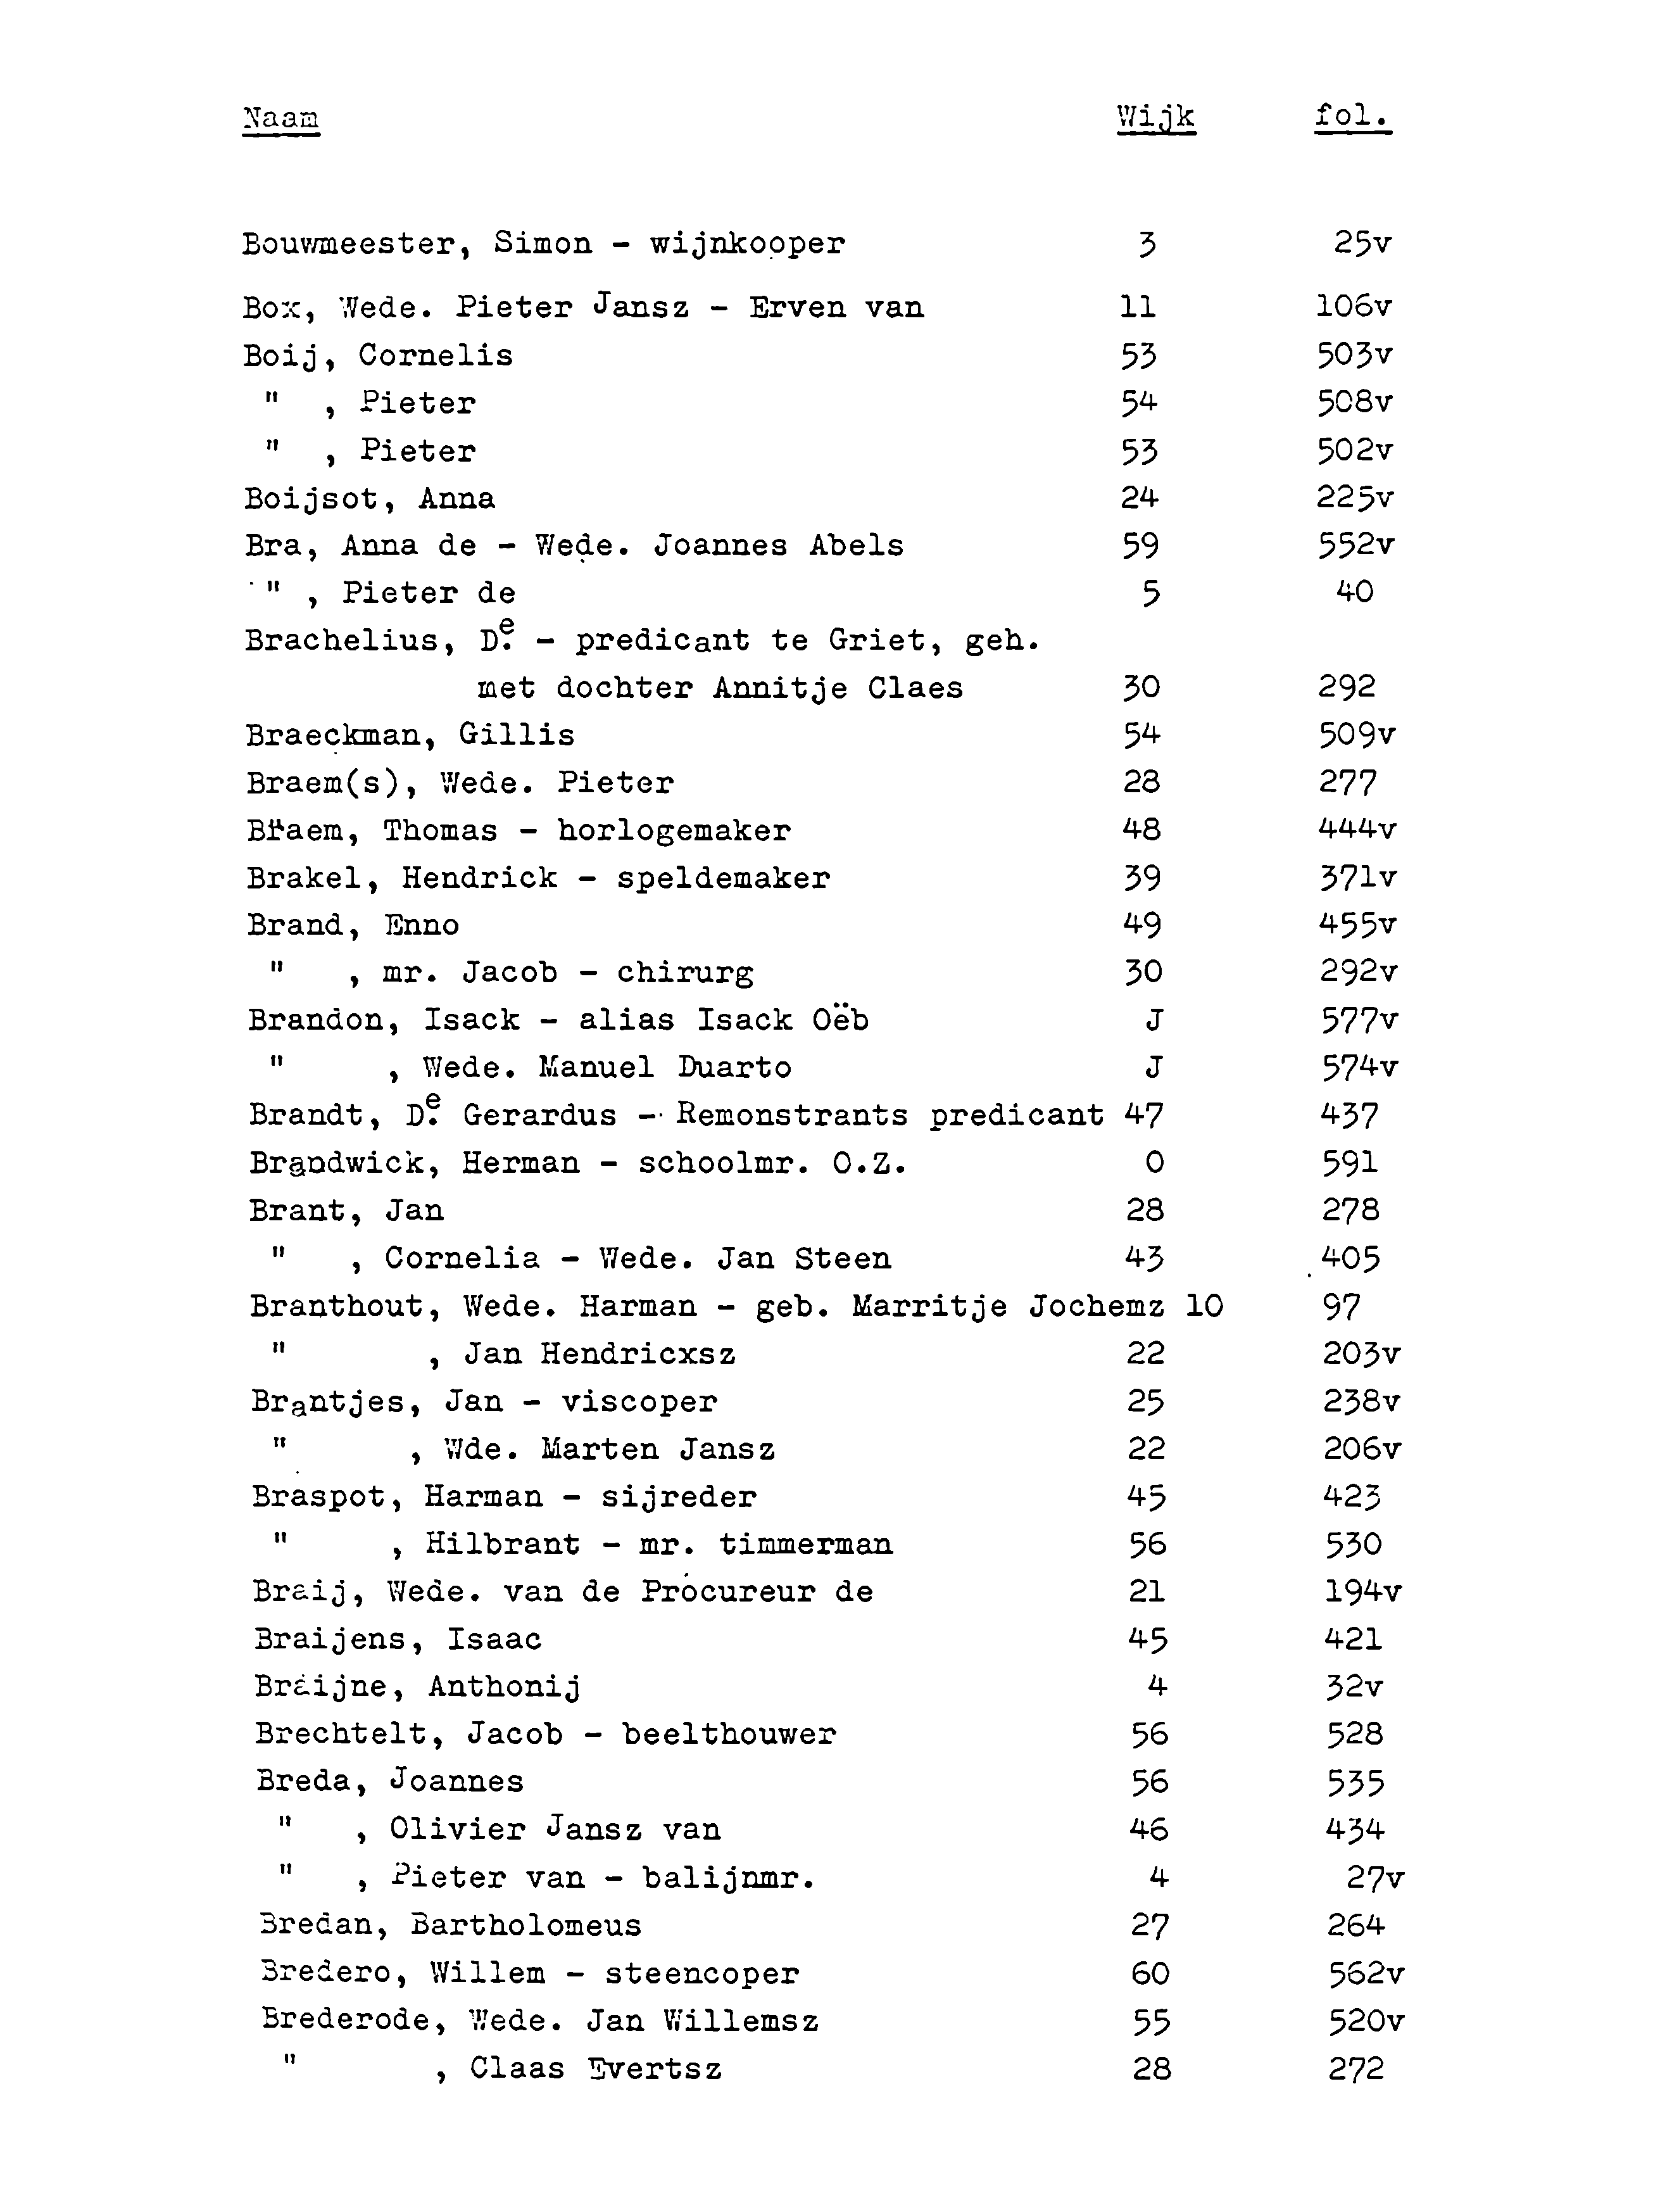 Naam Wijk fol.
Bouwmeester, Simon - wijnkooper 3 25v
Box, Wede. Pieter Jansz - Erven van 11 106v
Boij, Cornelis 53 503v
" , Pieter 54 508v
" , Pieter 53 502v
Boijsot, Anna 24 225v
Bra, Anna de - Wede. Joannes Abels 59 552v
" , Pieter de 5 40
Brachelius, De. - predicant te Griet, geh.
met dochter Annitje Claes 30 292
Braeckman, Gillis 54 509v
Braem(s), Wede. Pieter 28 277
Braem, Thomas - horlogemaker 48 444v
Brakel, Hendrick - speldemaker 39 371v
Brand, Enno 49 455v
" , mr. Jacob - chirurg 30 292v
Brandon, Isack - alias Isack Oëb J 577v
" , Wede. Manuel Duarto J 574v
Brandt, De. Gerardus - Remonstrants predicant 47 437
Brandwick, Herman - schoolmr. O.Z. O 591
Brant, Jan 28 278
" , Cornelia - Wede. Jan Steen 43 405
Branthout, Wede. Harman - geb. Marritje Jochemz 10 97
" , Jan Hendricxsz 22 203v
Brantjes, Jan - viscoper 25 238v
" , Wde. Marten Jansz 22 206v
Braspot, Harman - sijreder 45 423
" , Hilbrant - mr. timmerman 56 530
Braij, Wede. van de Procureur de 21 194v
Braijens, Isaac 45 421
Braijne, Anthonij 4 32v
Brechtelt, Jacob - beelthouwer 56 528
Breda, Joannes 56 535
" , Olivier Jansz van 46 434
" , Pieter van - balijnmr. 4 27v
Bredan, Bartholomeus 27 264
Bredero, Willem - steencoper 60 562v
Brederode, Wede. Jan Willemsz 55 520v
" , Claas Evertsz 28 272